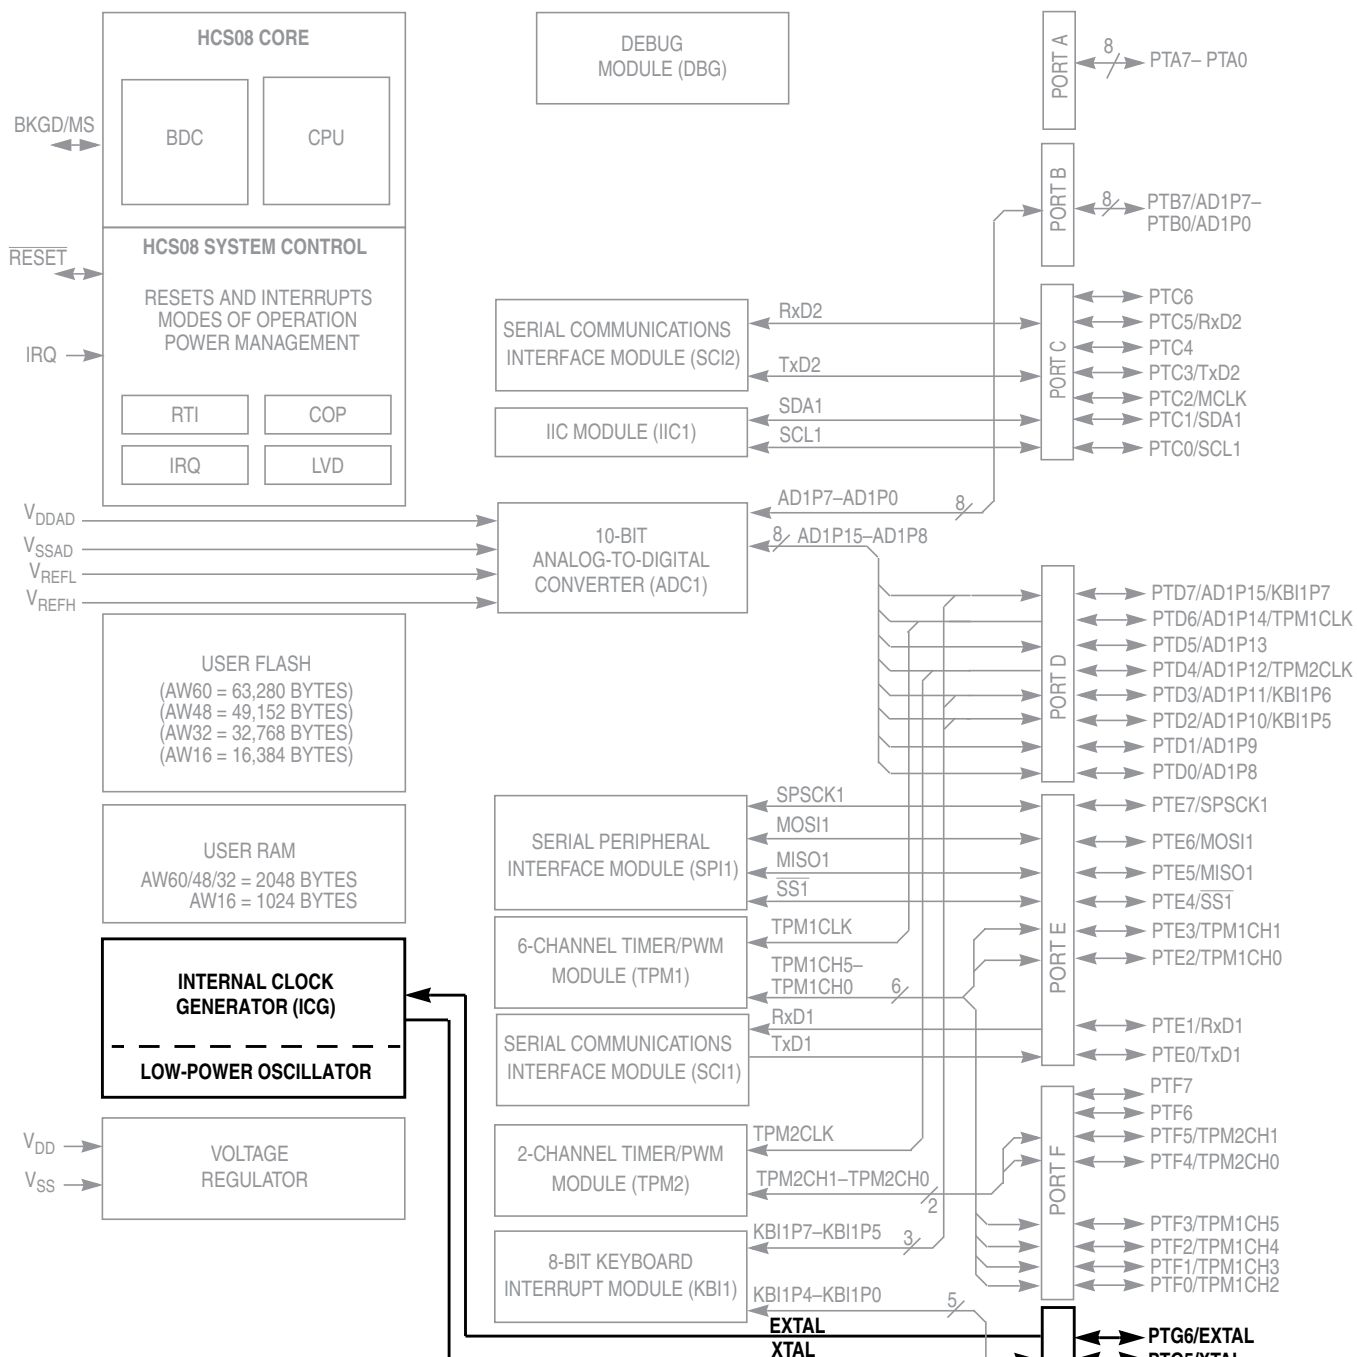 HCS08 CORE
BDC
CPU
BKGD/MS
HCS08 SYSTEM CONTROL
RESET
RESETS AND INTERRUPTS
MODES OF OPERATION
POWER MANAGEMENT
IRQ
RTI
COP
IRQ
LVD
VDDAD
VSSAD
VREFL
VREFH
USER FLASH
(AW60 = 63,280 BYTES)
(AW48 = 49,152 BYTES)
(AW32 = 32,768 BYTES)
(AW16 = 16,384 BYTES)
USER RAM
AW60/48/32 = 2048 BYTES
AW16 = 1024 BYTES
INTERNAL CLOCK
GENERATOR (ICG)
LOW-POWER OSCILLATOR
VDD
VSS
VOLTAGE
REGULATOR
DEBUG
MODULE (DBG)
SERIAL COMMUNICATIONS
INTERFACE MODULE (SCI2)
RxD2
TxD2
IIC MODULE (IIC1)
SDA1
SCL1
10-BIT
ANALOG-TO-DIGITAL
CONVERTER (ADC1)
AD1P7–AD1P0
8
8
AD1P15–AD1P8
SERIAL PERIPHERAL
INTERFACE MODULE (SPI1)
SPSCK1
MOSI1
MISO1
SS1
6-CHANNEL TIMER/PWM
MODULE (TPM1)
TPM1CLK
TPM1CH5–
TPM1CH0
6
SERIAL COMMUNICATIONS
INTERFACE MODULE (SCI1)
RxD1
TxD1
2-CHANNEL TIMER/PWM
MODULE (TPM2)
TPM2CLK
TPM2CH1–TPM2CH0
2
8-BIT KEYBOARD
INTERRUPT MODULE (KBI1)
KBI1P7–KBI1P5
3
KBI1P4–KBI1P0
5
EXTAL
XTAL
PORT A
8
PTA7– PTA0
PORT B
8
PTB7/AD1P7–
PTB0/AD1P0
PORT C
PTC6
PTC5/RxD2
PTC4
PTC3/TxD2
PTC2/MCLK
PTC1/SDA1
PTC0/SCL1
PORT D
PTD7/AD1P15/KBI1P7
PTD6/AD1P14/TPM1CLK
PTD5/AD1P13
PTD4/AD1P12/TPM2CLK
PTD3/AD1P11/KBI1P6
PTD2/AD1P10/KBI1P5
PTD1/AD1P9
PTD0/AD1P8
PORT E
PTE7/SPSCK1
PTE6/MOSI1
PTE5/MISO1
PTE4/SS1
PTE3/TPM1CH1
PTE2/TPM1CH0
PTE1/RxD1
PTE0/TxD1
PORT F
PTF7
PTF6
PTF5/TPM2CH1
PTF4/TPM2CH0
PTF3/TPM1CH5
PTF2/TPM1CH4
PTF1/TPM1CH3
PTF0/TPM1CH2
PTG6/EXTAL
PTG5/XTAL